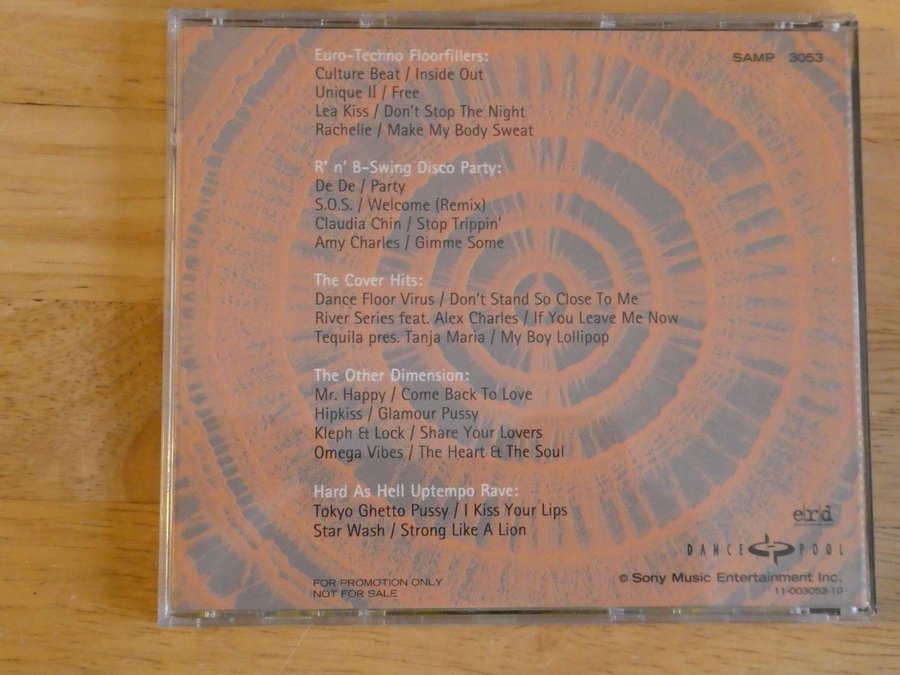 Euro-Techno Floorfillers:
Culture Beat / Inside Out
Unique II / Free
Lea Kiss / Don't Stop The Night
Rachelle / Make My Body Sweat
SAMP 3053
R' n' B-Swing Disco Party:
De De / Party
S.O.S. / Welcome (Remix)
Claudia Chin / Stop Trippin'
Amy Charles / Gimme Some
The Cover Hits:
Dance Floor Virus / Don't Stand So Close To Me
River Series feat. Alex Charles / If You Leave Me Now
Tequila pres. Tanja Maria / My Boy Lollipop
The Other Dimension:
Mr. Happy / Come Back To Love
Hipkiss / Glamour Pussy
Kleph & Lock / Share Your Lovers
Omega Vibes / The Heart & The Soul
Hard As Hell Uptempo Rave:
Tokyo Ghetto Pussy / I Kiss Your Lips
Star Wash / Strong Like A Lion
erd
DANCE POOL
FOR PROMOTION ONLY
NOT FOR SALE
© Sony Music Entertainment Inc.
11-003053-10